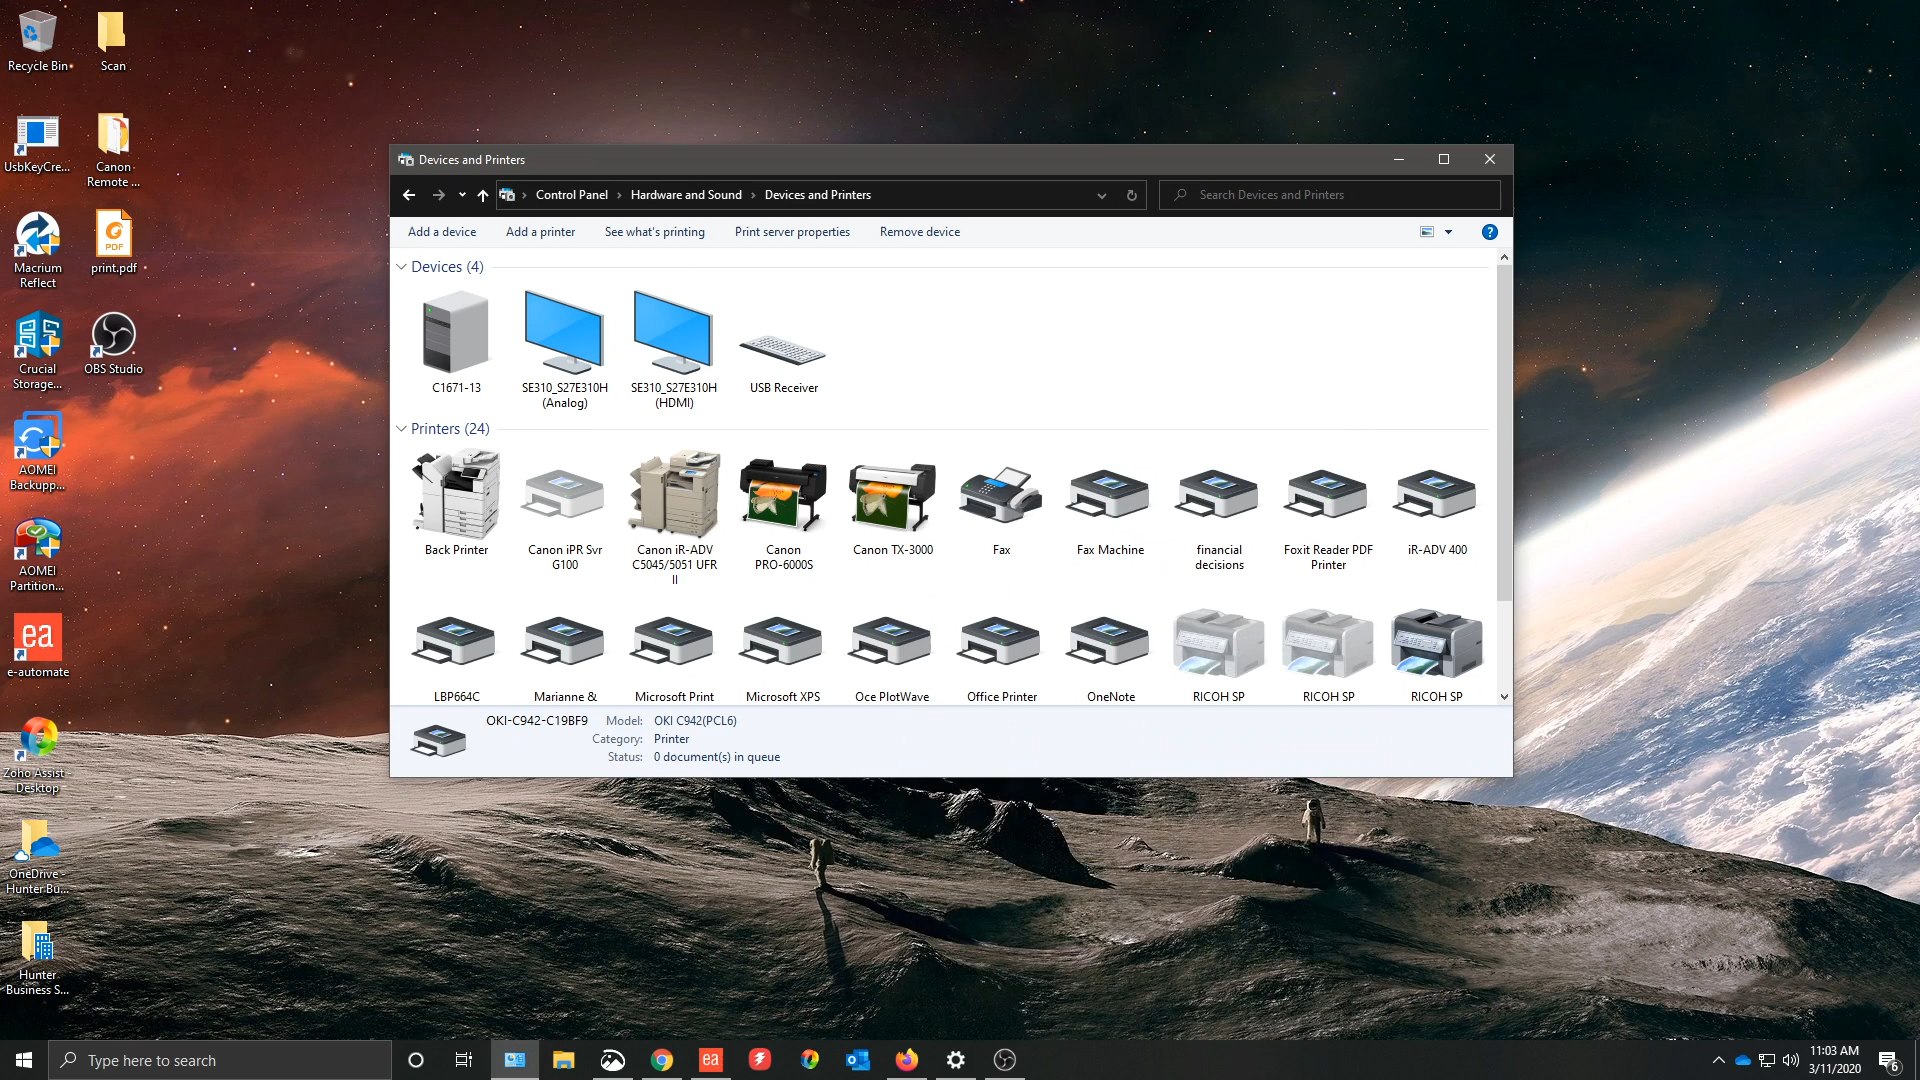 Recycle Bin
Scan
UsbKeyCre...
Canon
Remote ...
Macrium
Reflect
PDF
print.pdf
Crucial
Storage...
OBS Studio
AOMEI
Backupp...
AOMEI
Partition...
ea
e-automate
Zoho Assist -
Desktop
OneDrive -
Hunter Bu...
Hunter
Business S...
Devices and Printers
Control Panel > Hardware and Sound > Devices and Printers
Search Devices and Printers
Add a device
Add a printer
See what's printing
Print server properties
Remove device
?
Devices (4)
C1671-13
SE310_S27E310H
(Analog)
SE310_S27E310H
(HDMI)
USB Receiver
Printers (24)
Back Printer
Canon iPR Svr
G100
Canon iR-ADV
C5045/5051 UFR
II
Canon
PRO-6000S
Canon TX-3000
Fax
Fax Machine
financial
decisions
Foxit Reader PDF
Printer
iR-ADV 400
LBP664C
Marianne &
Microsoft Print
Microsoft XPS
Oce PlotWave
Office Printer
OneNote
RICOH SP
RICOH SP
RICOH SP
OKI-C942-C19BF9
Model: OKI C942(PCL6)
Category: Printer
Status: 0 document(s) in queue
Type here to search
ea
11:03 AM
3/11/2020
6